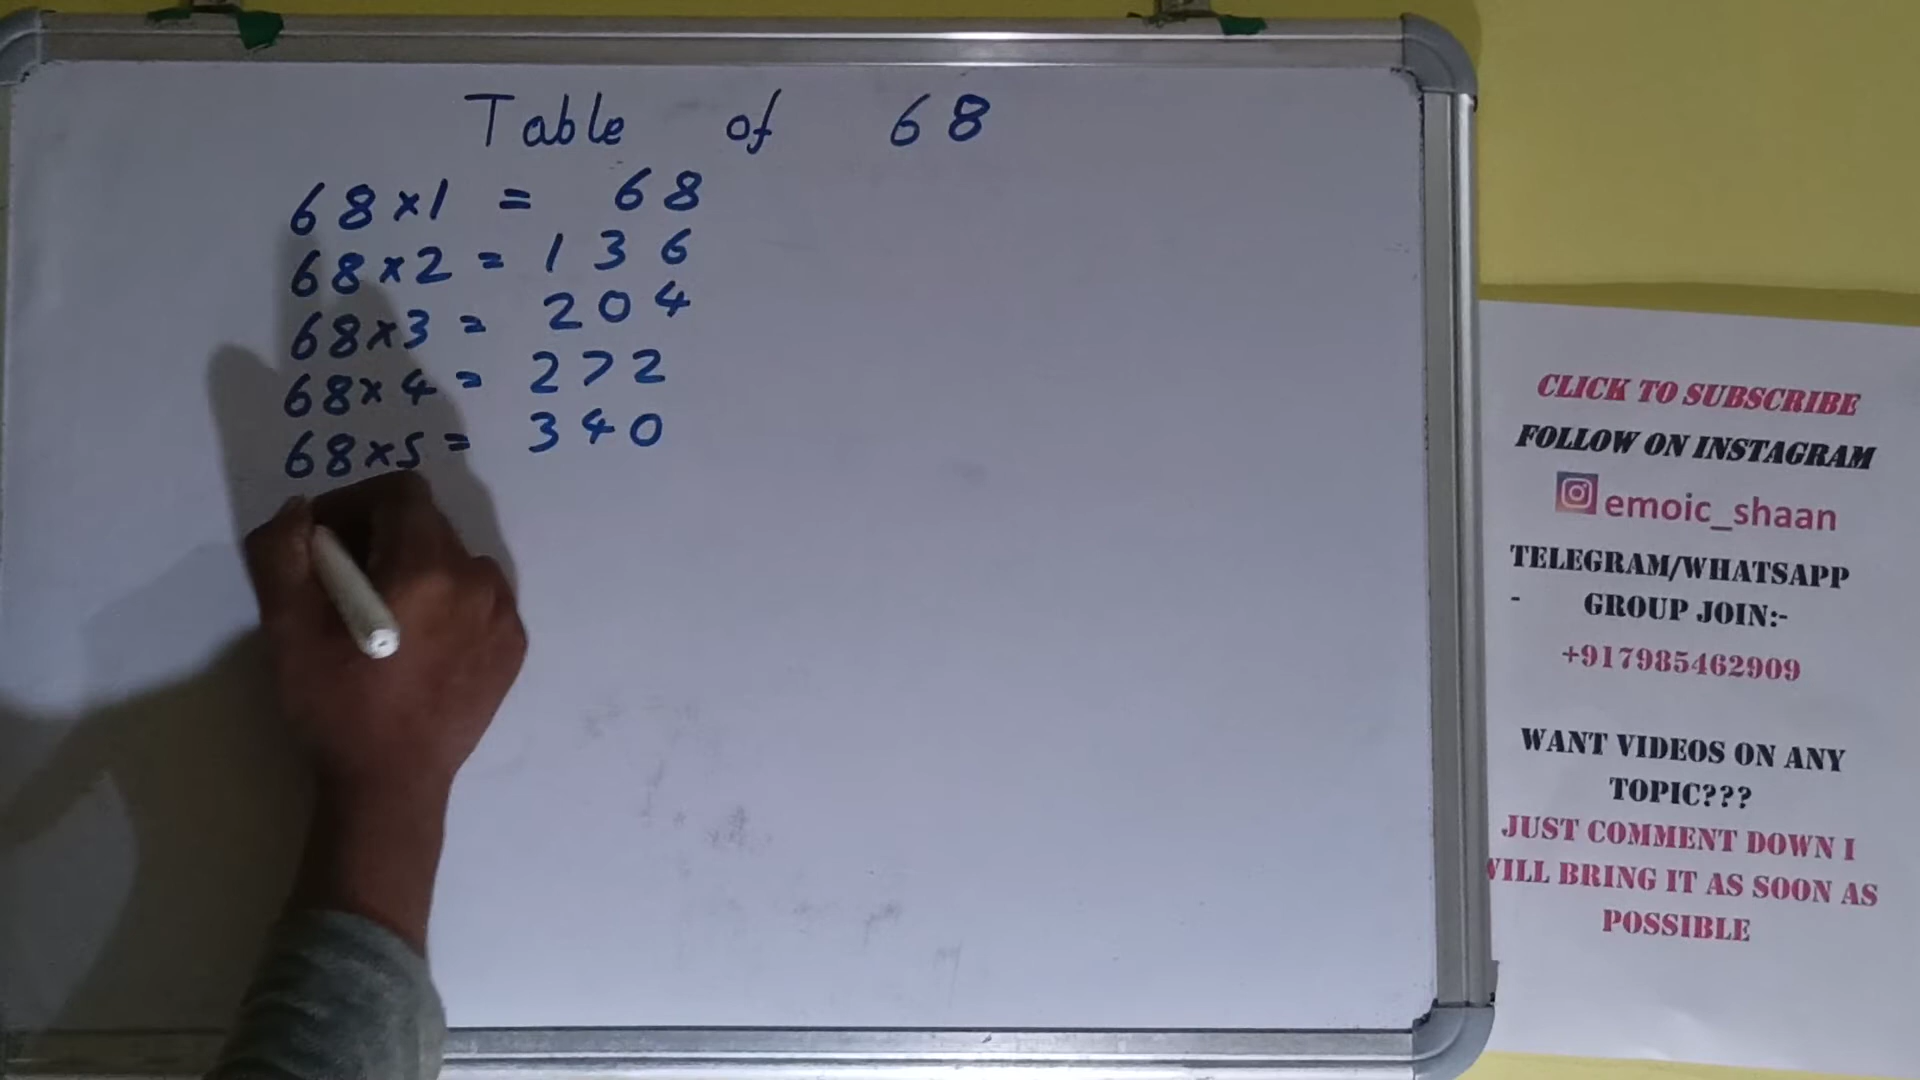 Table of 68
68×1 = 68
68×2 = 136
68×3 = 204
68×4 = 272
68×5 = 340
CLICK TO SUBSCRIBE
FOLLOW ON INSTAGRAM
emoic_shaan
TELEGRAM/WHATSAPP
- GROUP JOIN:-
+917985462909
WANT VIDEOS ON ANY
TOPIC???
JUST COMMENT DOWN I
WILL BRING IT AS SOON AS
POSSIBLE